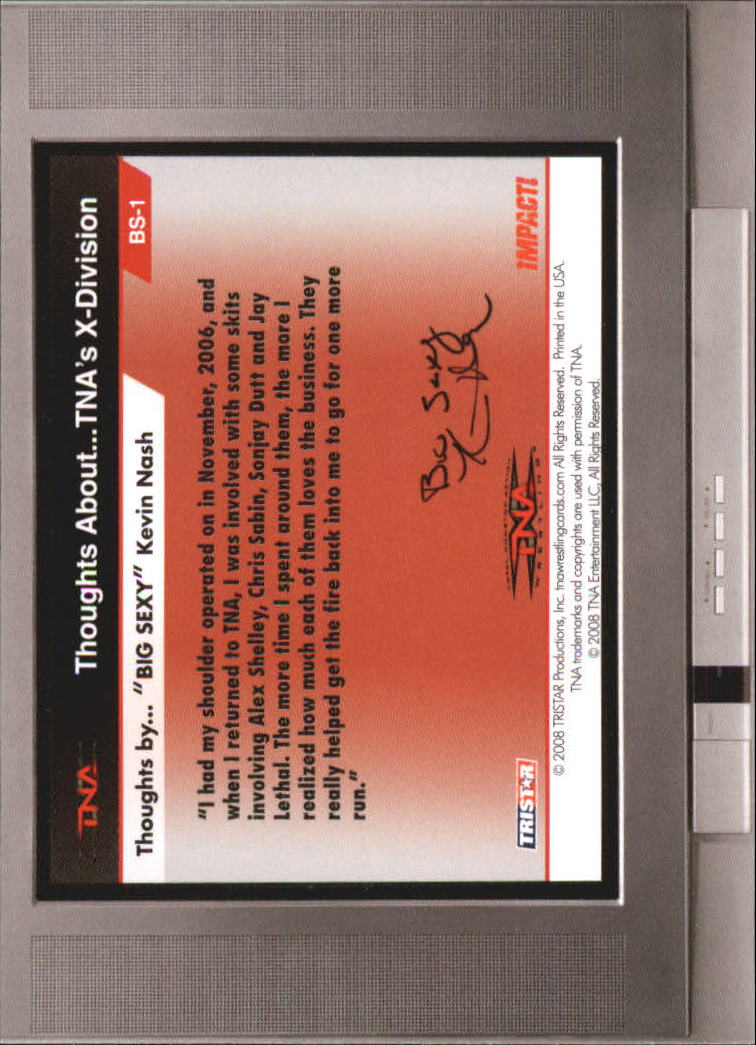 TNA
Thoughts About...TNA's X-Division
Thoughts by... "BIG SEXY" Kevin Nash
BS-1
"I had my shoulder operated on in November, 2006, and
when I returned to TNA, I was involved with some skits
involving Alex Shelley, Chris Sabin, Sonjay Dutt and Jay
Lethal. The more time I spent around them, the more I
realized how much each of them loves the business. They
really helped get the fire back into me to go for one more
run."
Big Sexy
TRISTAR
TNA
WRESTLING
iMPACT!
© 2008 TRISTAR Productions, Inc. tnawrestlingcards.com All Rights Reserved. Printed in the USA.
TNA trademarks and copyrights are used with permission of TNA.
© 2008 TNA Entertainment LLC, All Rights Reserved.